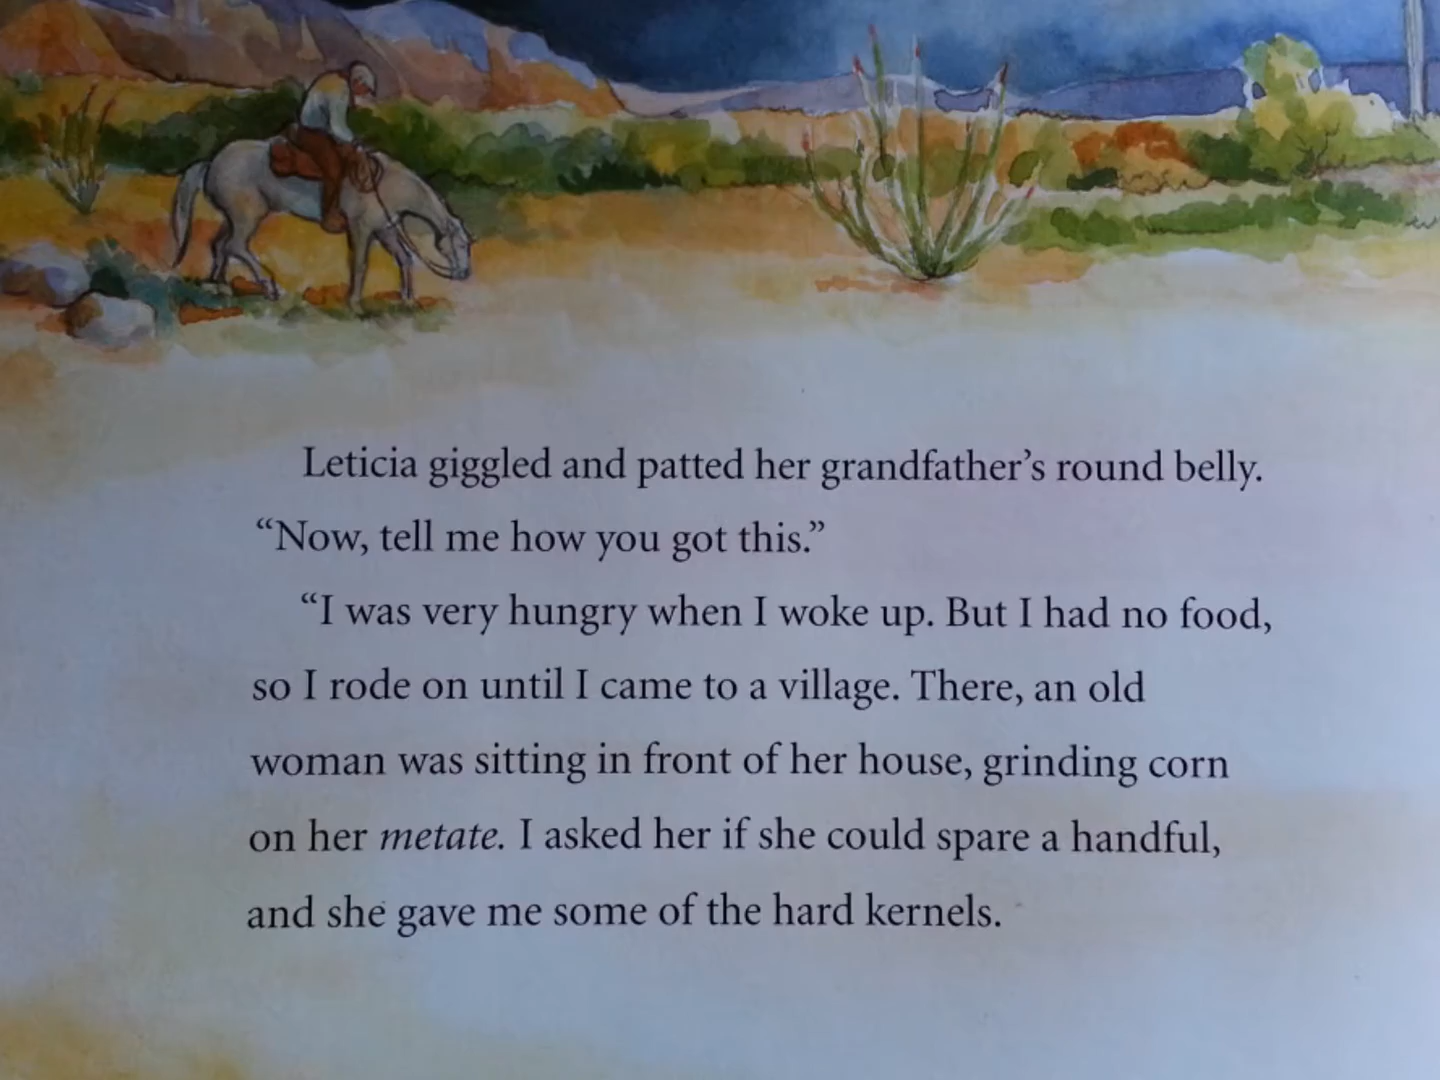 Leticia giggled and patted her grandfather’s round belly.
“Now, tell me how you got this.”
“I was very hungry when I woke up. But I had no food,
so I rode on until I came to a village. There, an old
woman was sitting in front of her house, grinding corn
on her metate. I asked her if she could spare a handful,
and she gave me some of the hard kernels.